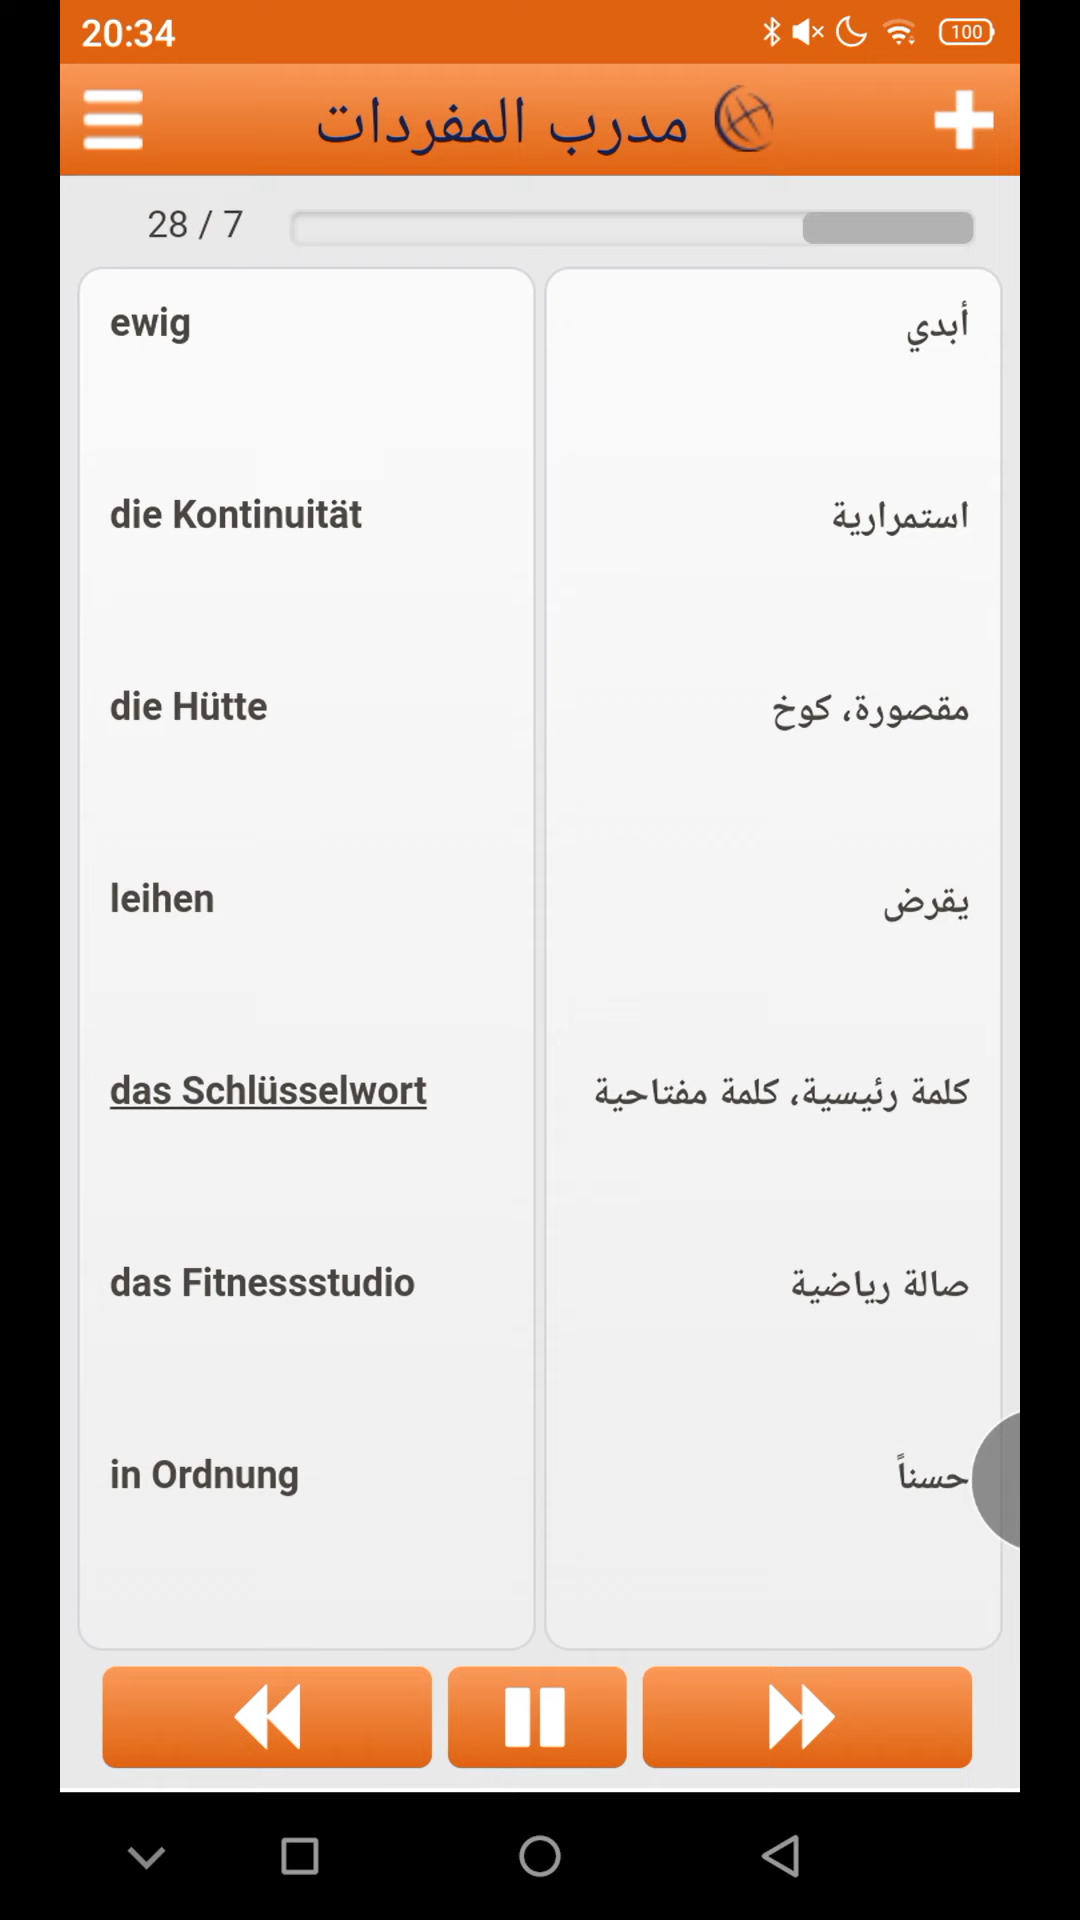 20:34
100
مدرب المفردات
28 / 7
ewig
أبدي
die Kontinuität
استمرارية
die Hütte
مقصورة، كوخ
leihen
يقرض
das Schlüsselwort
كلمة رئيسية، كلمة مفتاحية
das Fitnessstudio
صالة رياضية
in Ordnung
حسناً